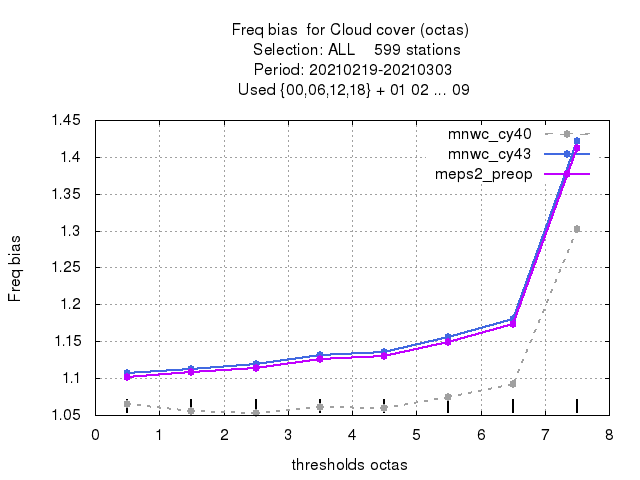 Freq bias  for Cloud cover (octas)
Selection: ALL    599 stations
Period: 20210219-20210303
Used {00,06,12,18} + 01 02 ... 09
1.45
1.4
1.35
1.3
1.25
1.2
1.15
1.1
1.05
Freq bias
mnwc_cy40
mnwc_cy43
meps2_preop
0 1 2 3 4 5 6 7 8
thresholds octas